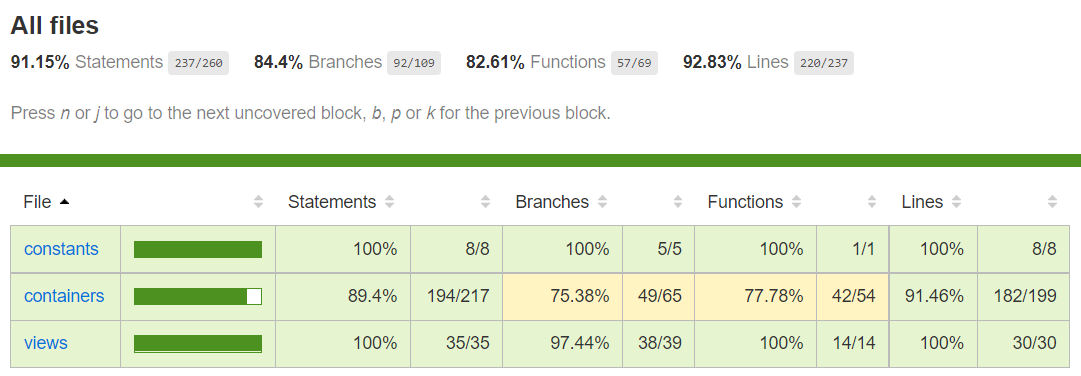 All files
91.15% Statements 237/260 84.4% Branches 92/109 82.61% Functions 57/69 92.83% Lines 220/237
Press n or j to go to the next uncovered block, b, p or k for the previous block.
File Statements Branches Functions Lines
constants 100% 8/8 100% 5/5 100% 1/1 100% 8/8
containers 89.4% 194/217 75.38% 49/65 77.78% 42/54 91.46% 182/199
views 100% 35/35 97.44% 38/39 100% 14/14 100% 30/30